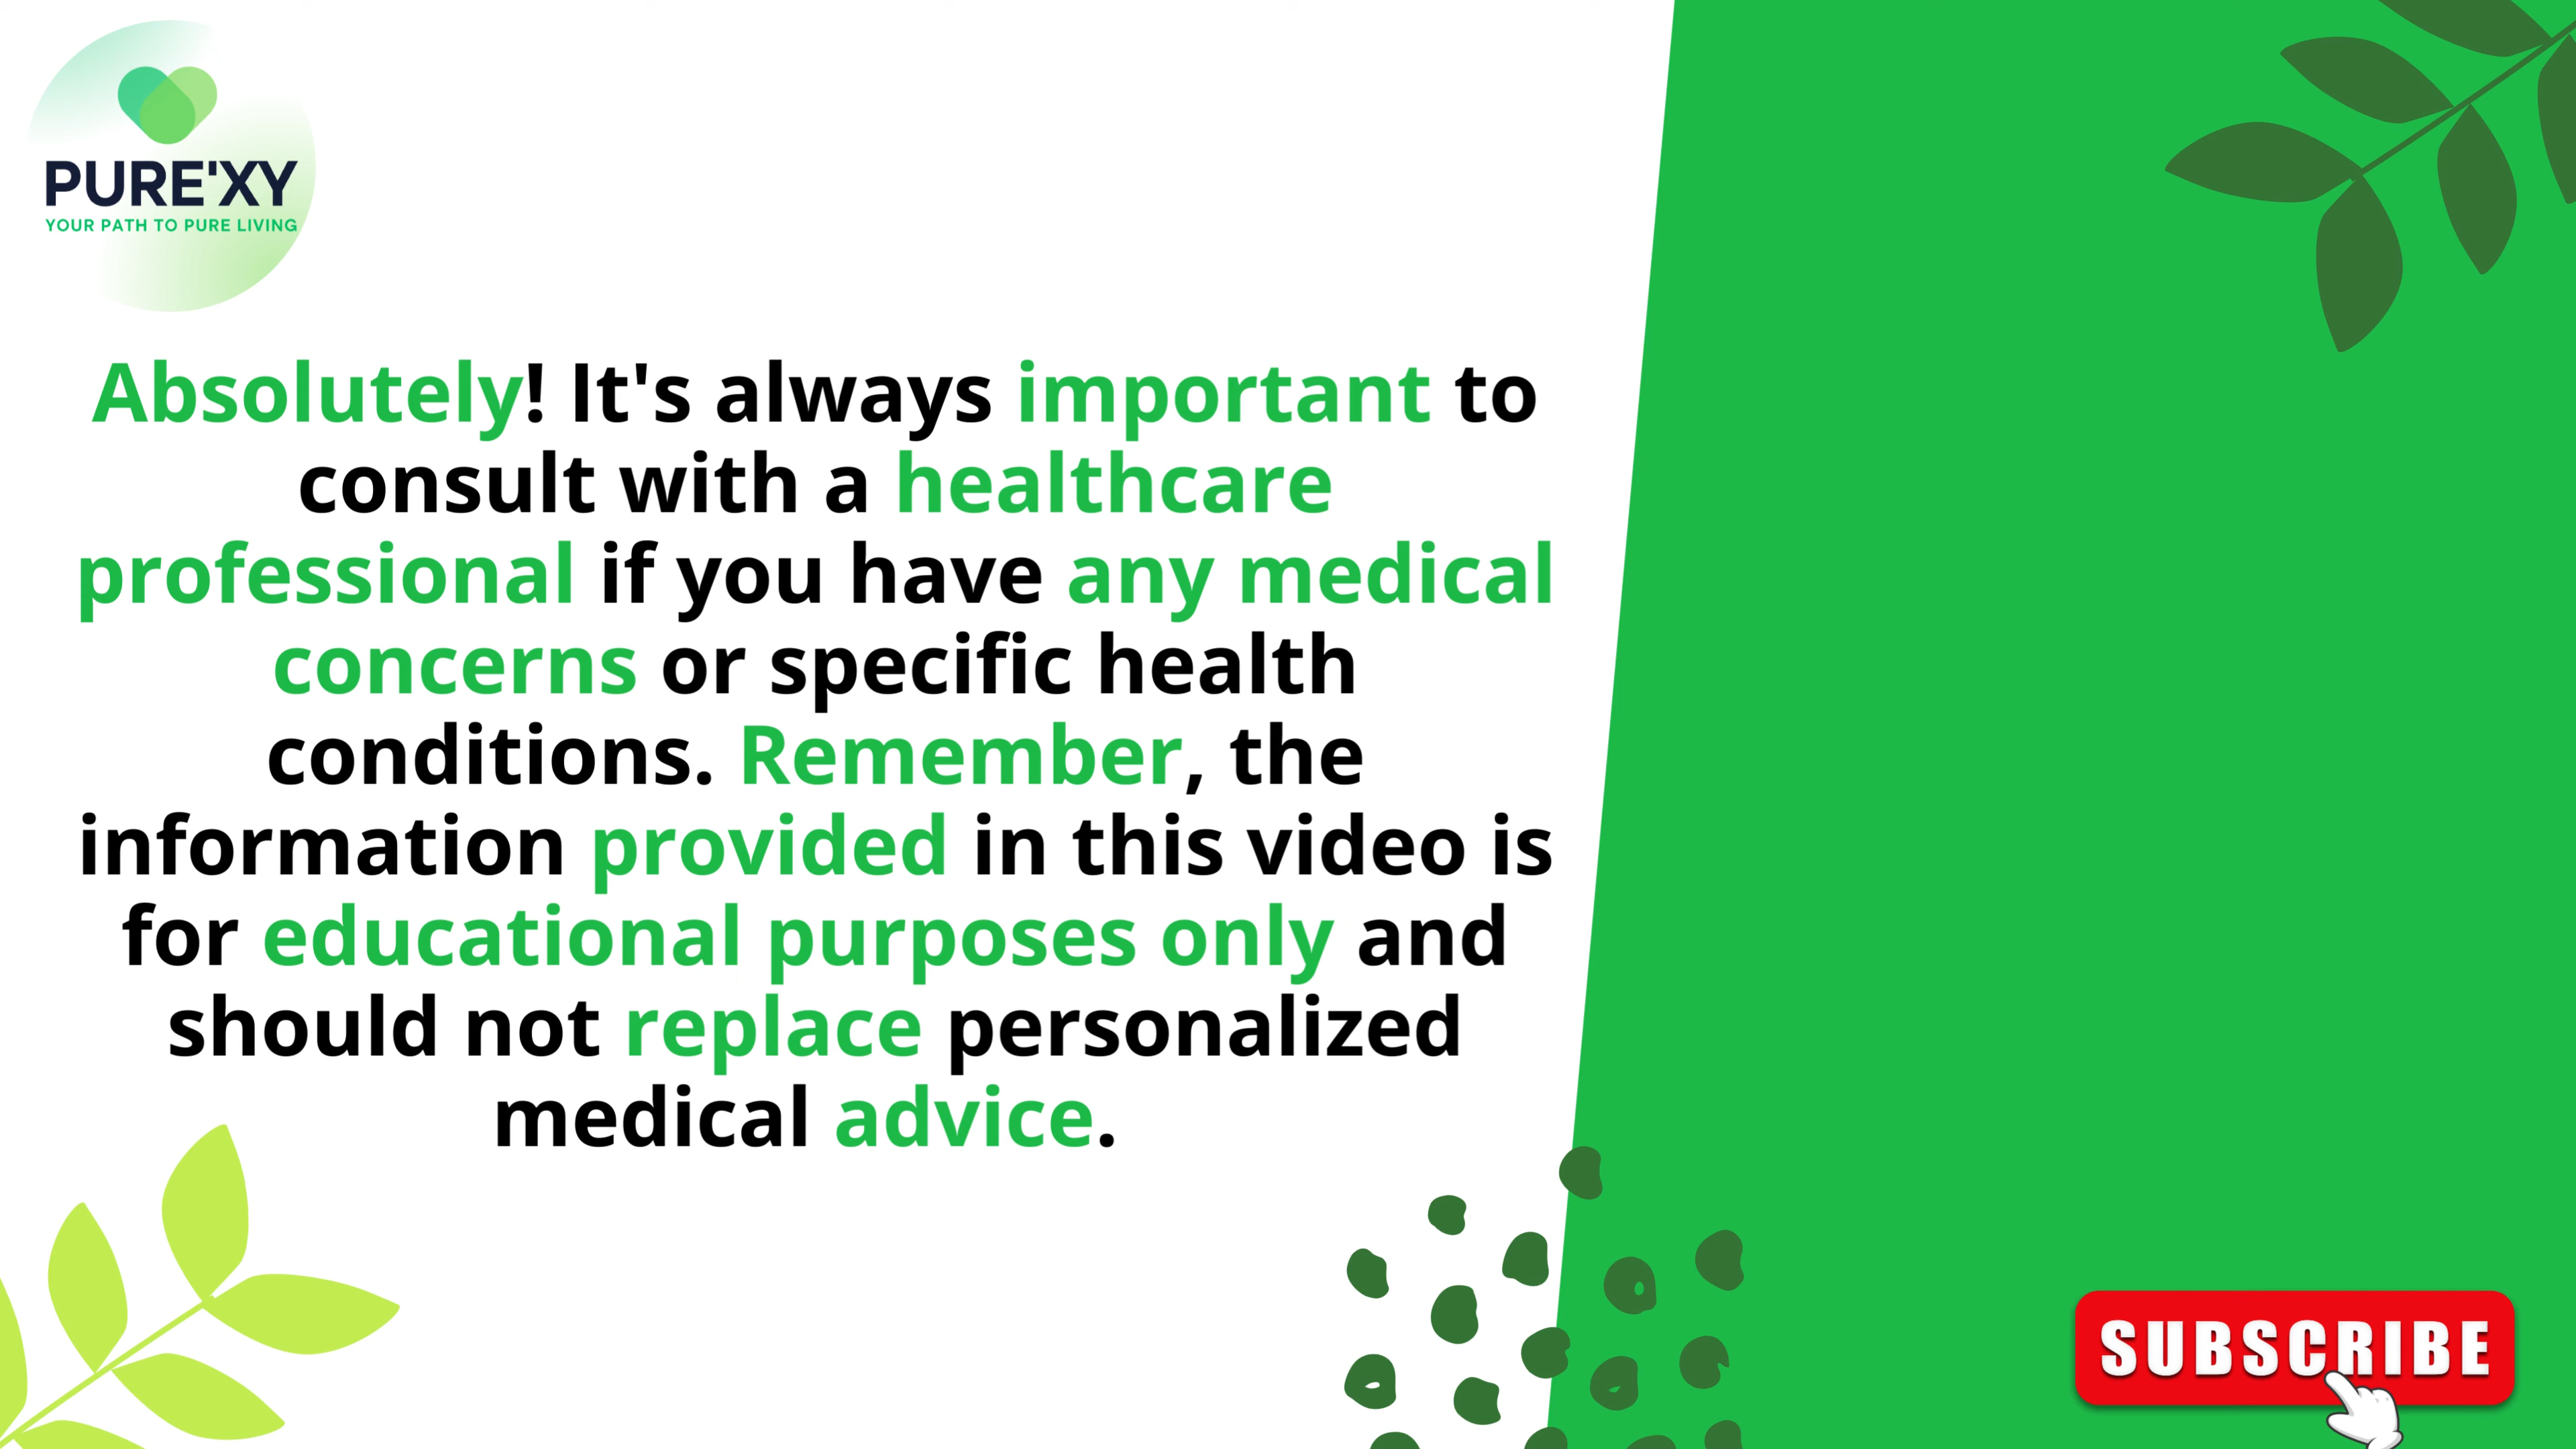 PURE'XY
YOUR PATH TO PURE LIVING
Absolutely! It's always important to
consult with a healthcare
professional if you have any medical
concerns or specific health
conditions. Remember, the
information provided in this video is
for educational purposes only and
should not replace personalized
medical advice.
SUBSCRIBE